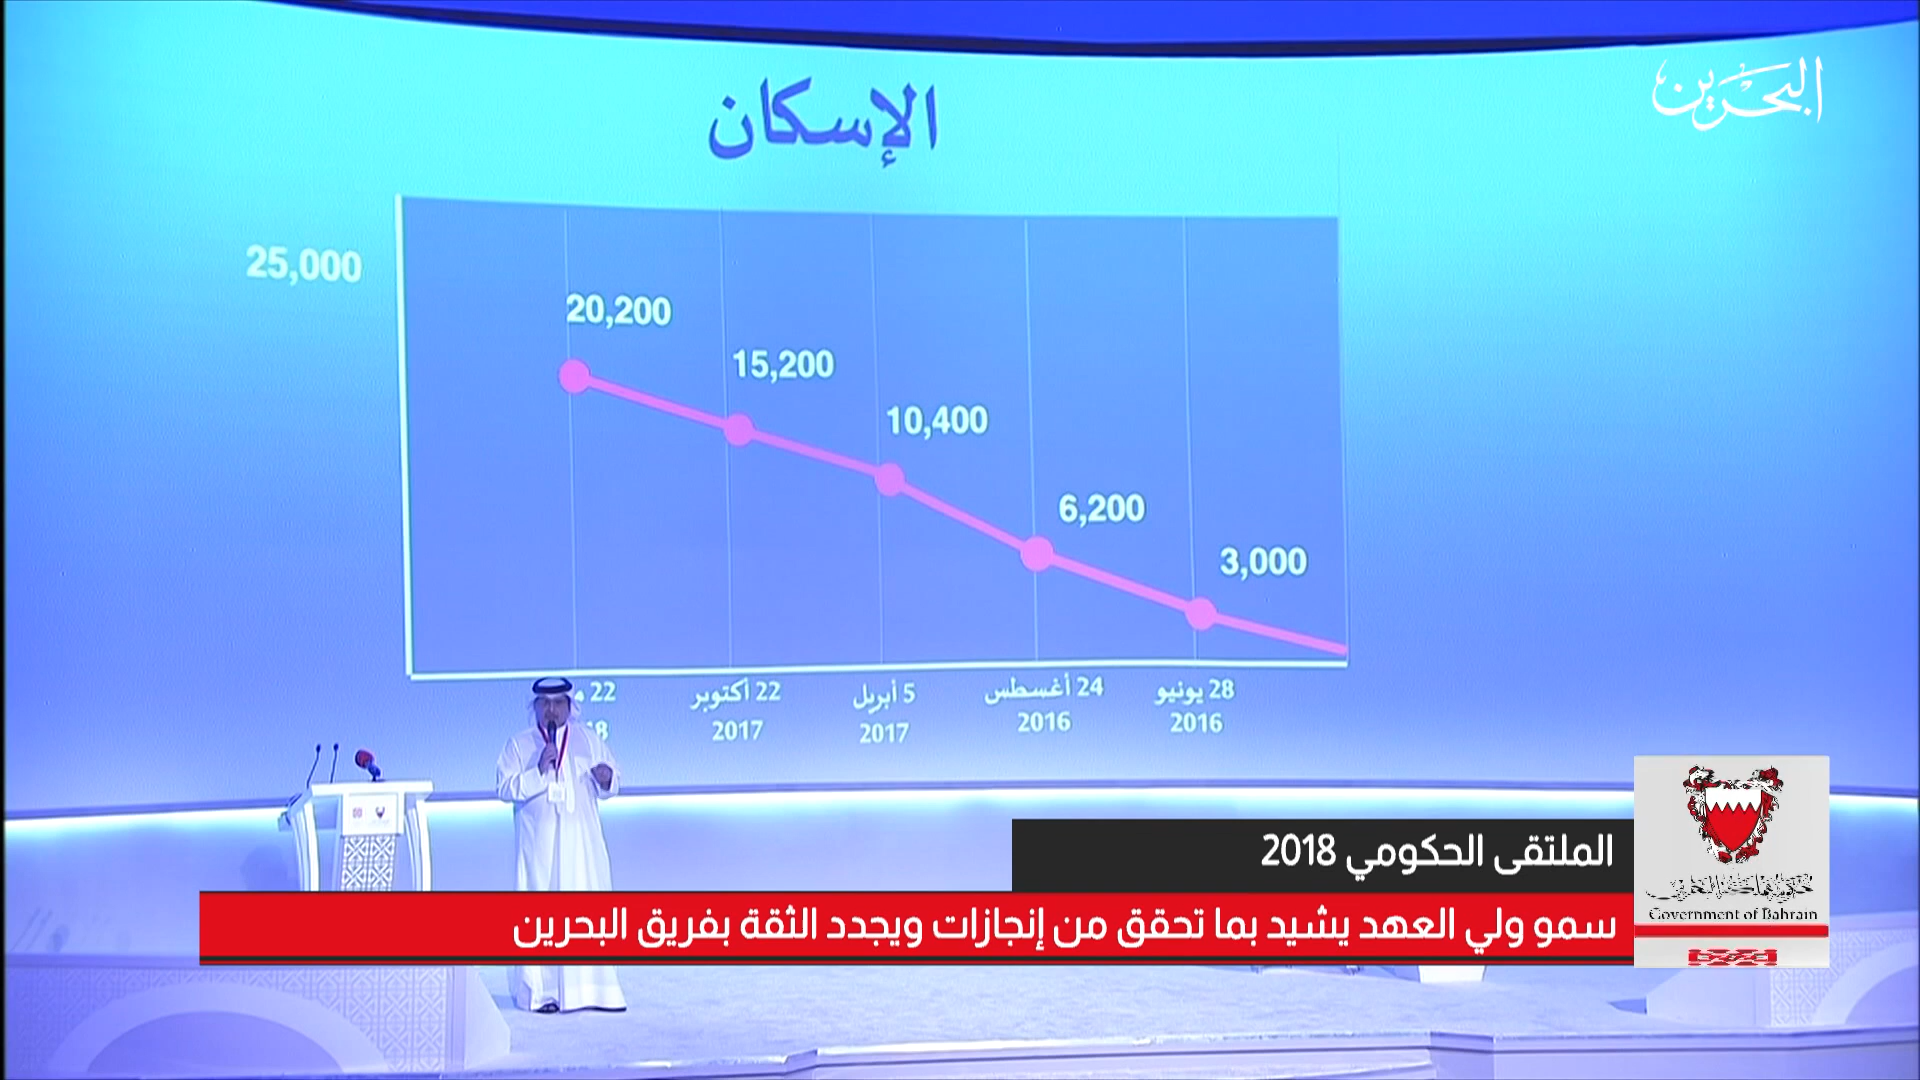 البحرين
الإسكان
25,000
20,200
15,200
10,400
6,200
3,000
28 يونيو
2016
24 أغسطس
2016
5 أبريل
2017
22 أكتوبر
2017
22
الملتقى الحكومي 2018
سمو ولي العهد يشيد بما تحقق من إنجازات ويجدد الثقة بفريق البحرين
Government of Bahrain